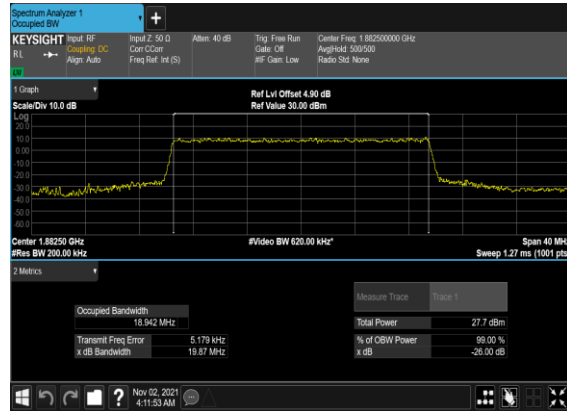 Spectrum Analyzer 1
Occupied BW
+
KEYSIGHT Input: RF Input Z: 50 Ω Atten: 40 dB Trig: Free Run Center Freq: 1.882500000 GHz
RL Coupling: DC Corr CCorr Gate: Off Avg|Hold: 500/500
Align: Auto Freq Ref: Int (S) #IF Gain: Low Radio Std: None
LW
1 Graph
Ref Lvl Offset 4.90 dB
Scale/Div 10.0 dB Ref Value 30.00 dBm
Log
20.0
10.0
0.00
-10.0
-20.0
-30.0
-40.0
-50.0
-60.0
Center 1.88250 GHz #Video BW 620.00 kHz* Span 40 MHz
#Res BW 200.00 kHz Sweep 1.27 ms (1001 pts
2 Metrics
Measure Trace Trace 1
Occupied Bandwidth
18.942 MHz Total Power 27.7 dBm
Transmit Freq Error 5.179 kHz % of OBW Power 99.00 %
x dB Bandwidth 19.87 MHz x dB -26.00 dB
?
Nov 02, 2021
4:11:53 AM